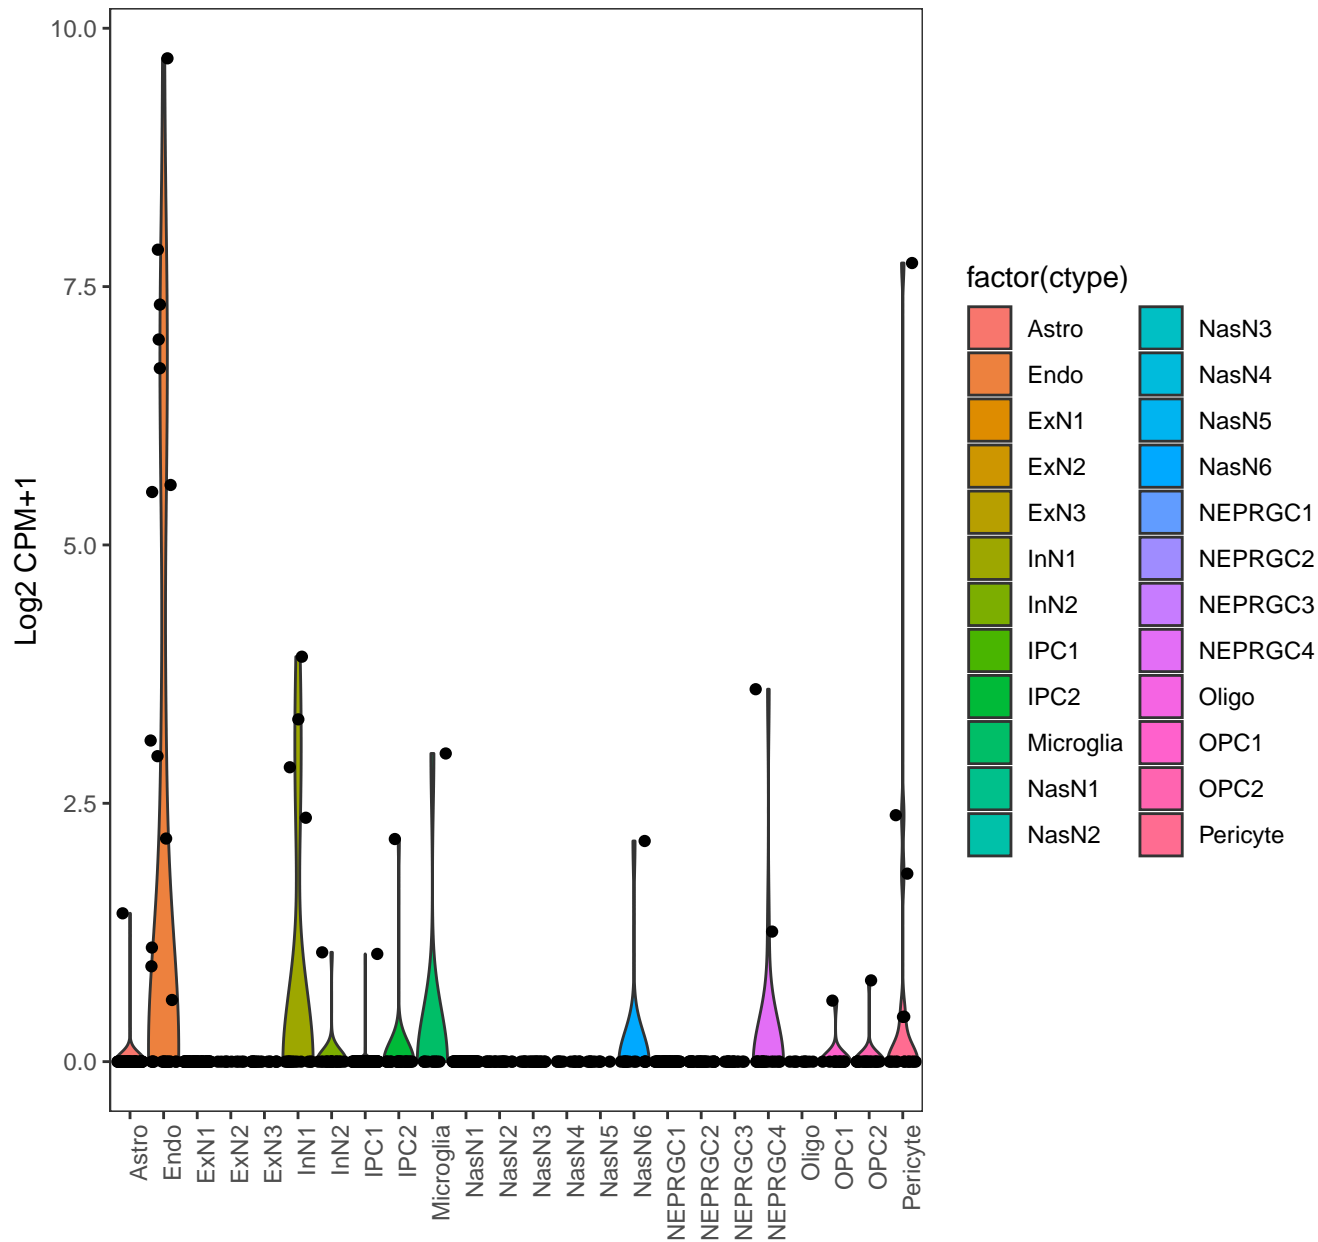 10.0
7.5
5.0
2.5
0.0
Log2 CPM+1
Astro
Endo
ExN1
ExN2
ExN3
InN1
InN2
IPC1
IPC2
Microglia
NasN1
NasN2
NasN3
NasN4
NasN5
NasN6
NEPRGC1
NEPRGC2
NEPRGC3
NEPRGC4
Oligo
OPC1
OPC2
Pericyte
factor(ctype)
Astro
Endo
ExN1
ExN2
ExN3
InN1
InN2
IPC1
IPC2
Microglia
NasN1
NasN2
NasN3
NasN4
NasN5
NasN6
NEPRGC1
NEPRGC2
NEPRGC3
NEPRGC4
Oligo
OPC1
OPC2
Pericyte